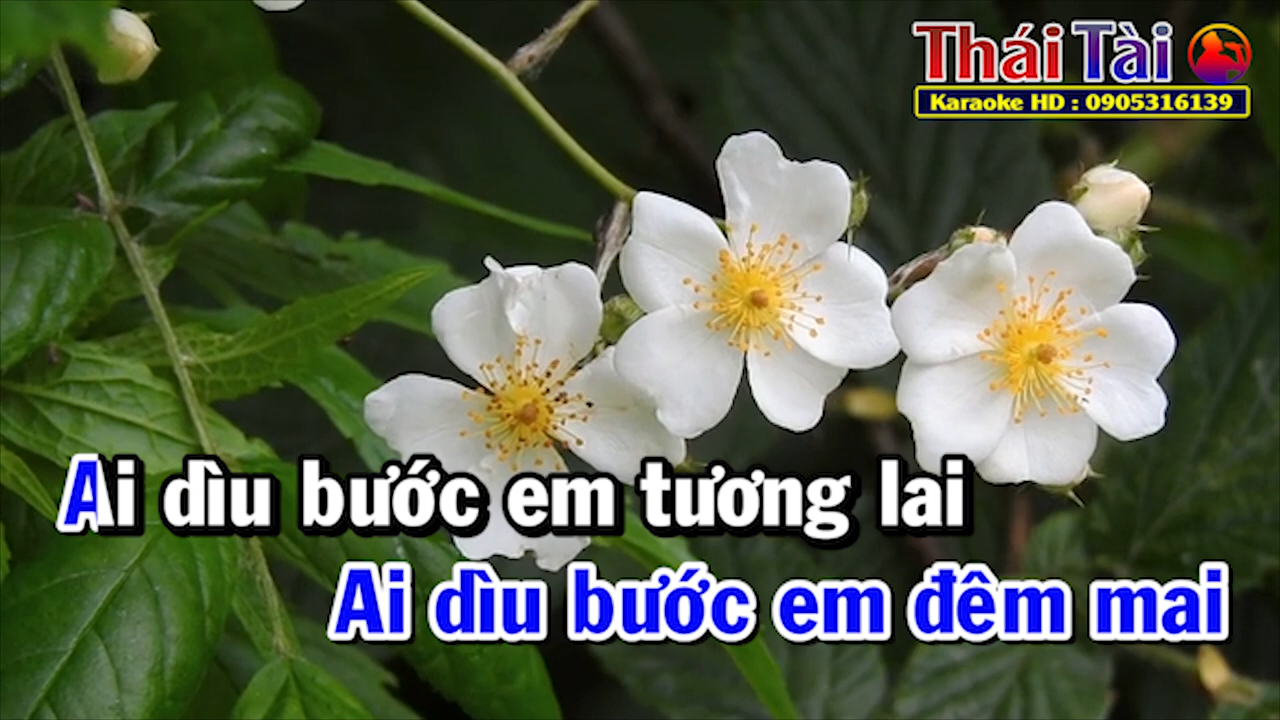 Thái Tài
Karaoke HD : 0905316139
Ai dìu bước em tương lai
Ai dìu bước em đêm mai